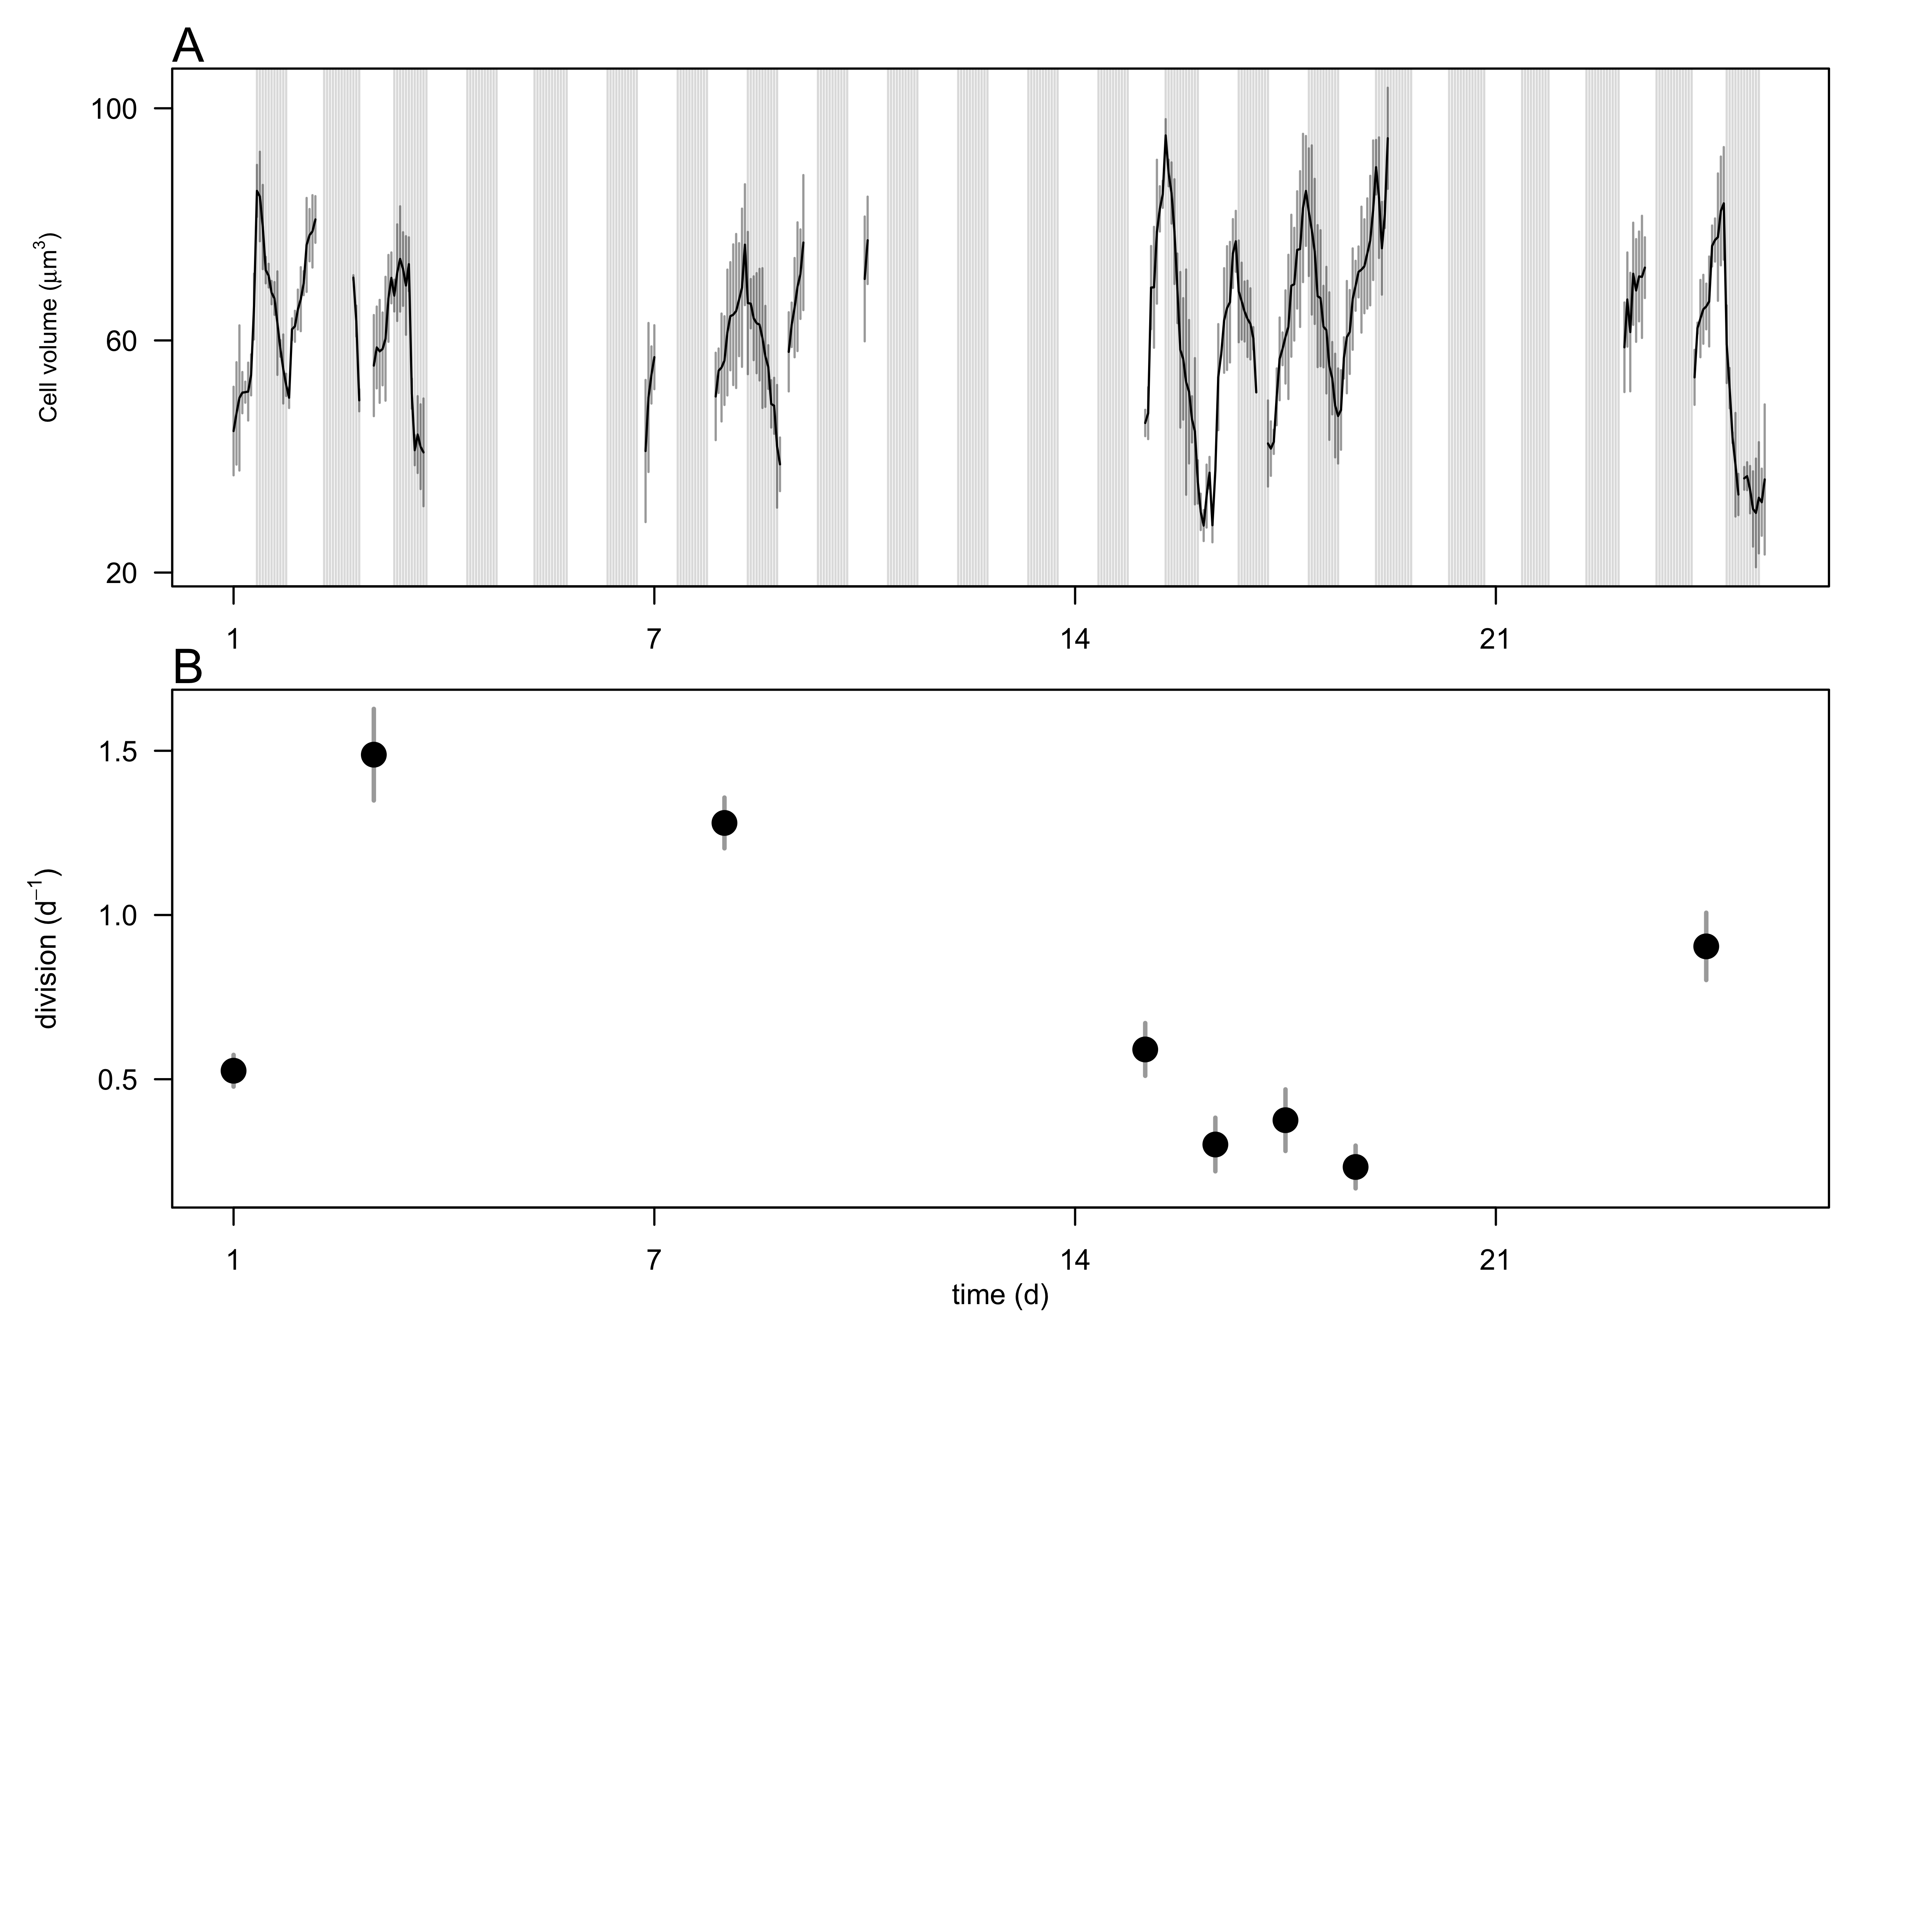 A
100
60
20
Cell volume (μm³)
1 7 14 21
B
1.5
1.0
0.5
division (d⁻¹)
1 7 14 21
time (d)